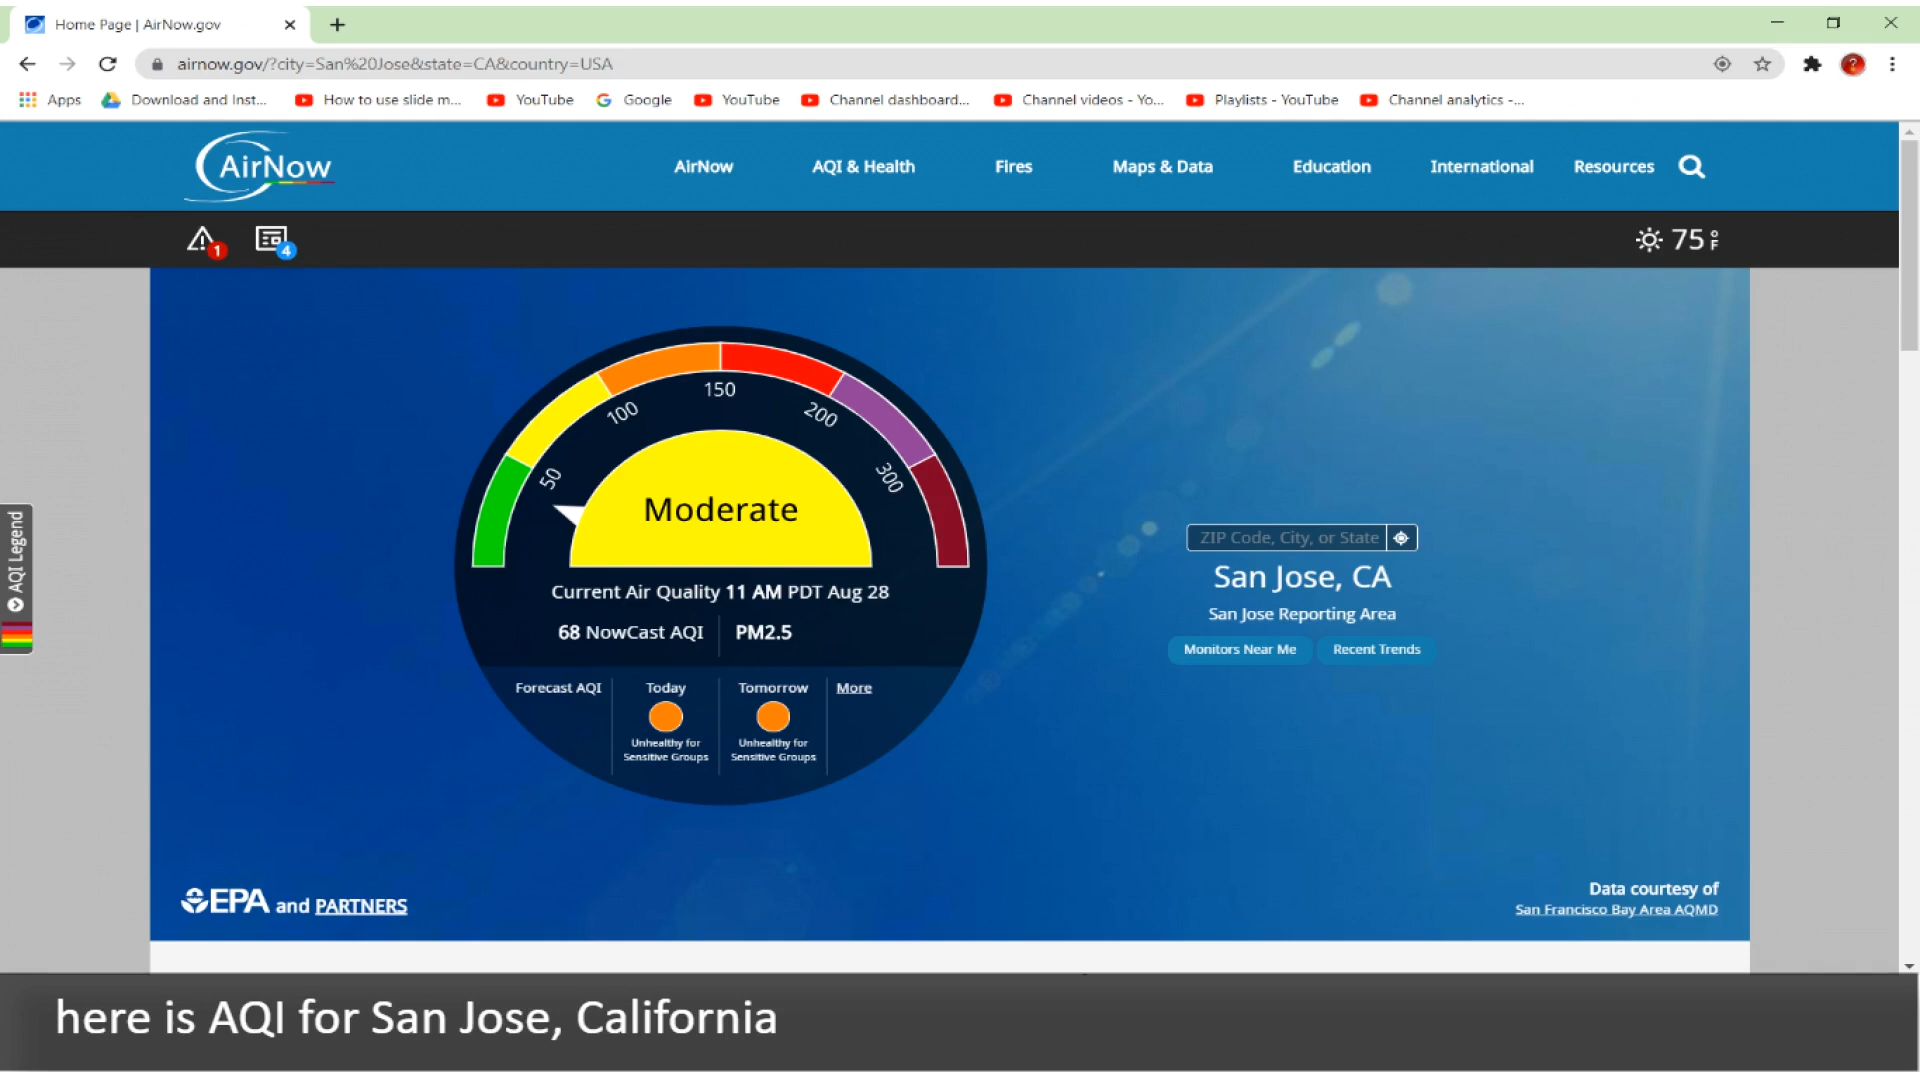 Home Page | AirNow.gov
airnow.gov/?city=San%20Jose&state=CA&country=USA
Apps Download and Inst... How to use slide m... YouTube Google YouTube Channel dashboard... Channel videos - Yo... Playlists - YouTube Channel analytics -...
AirNow
AirNow AQI & Health Fires Maps & Data Education International Resources
1 4 75 °F
50 100 150 200 300
Moderate
Current Air Quality 11 AM PDT Aug 28
68 NowCast AQI PM2.5
Forecast AQI Today Tomorrow More
Unhealthy for Sensitive Groups
Unhealthy for Sensitive Groups
AQI Legend
ZIP Code, City, or State
San Jose, CA
San Jose Reporting Area
Monitors Near Me Recent Trends
EPA and PARTNERS
Data courtesy of
San Francisco Bay Area AQMD
here is AQI for San Jose, California